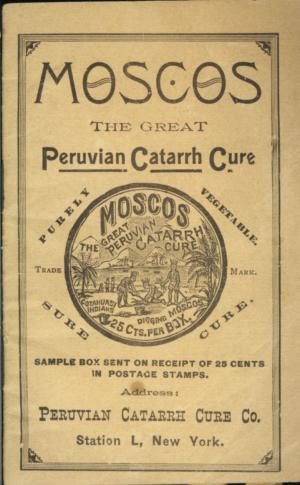 MOSCOS
THE GREAT
Peruvian Catarrh Cure
PURELY VEGETABLE.
MOSCOS
THE GREAT
PERUVIAN
CATARRH
CURE
TRADE MARK.
INDIANS
DIGGING MOSCOS
25 CTS. PER BOX.
SURE CURE.
SAMPLE BOX SENT ON RECEIPT OF 25 CENTS
IN POSTAGE STAMPS.
Address:
PERUVIAN CATARRH CURE CO.
Station L, New York.